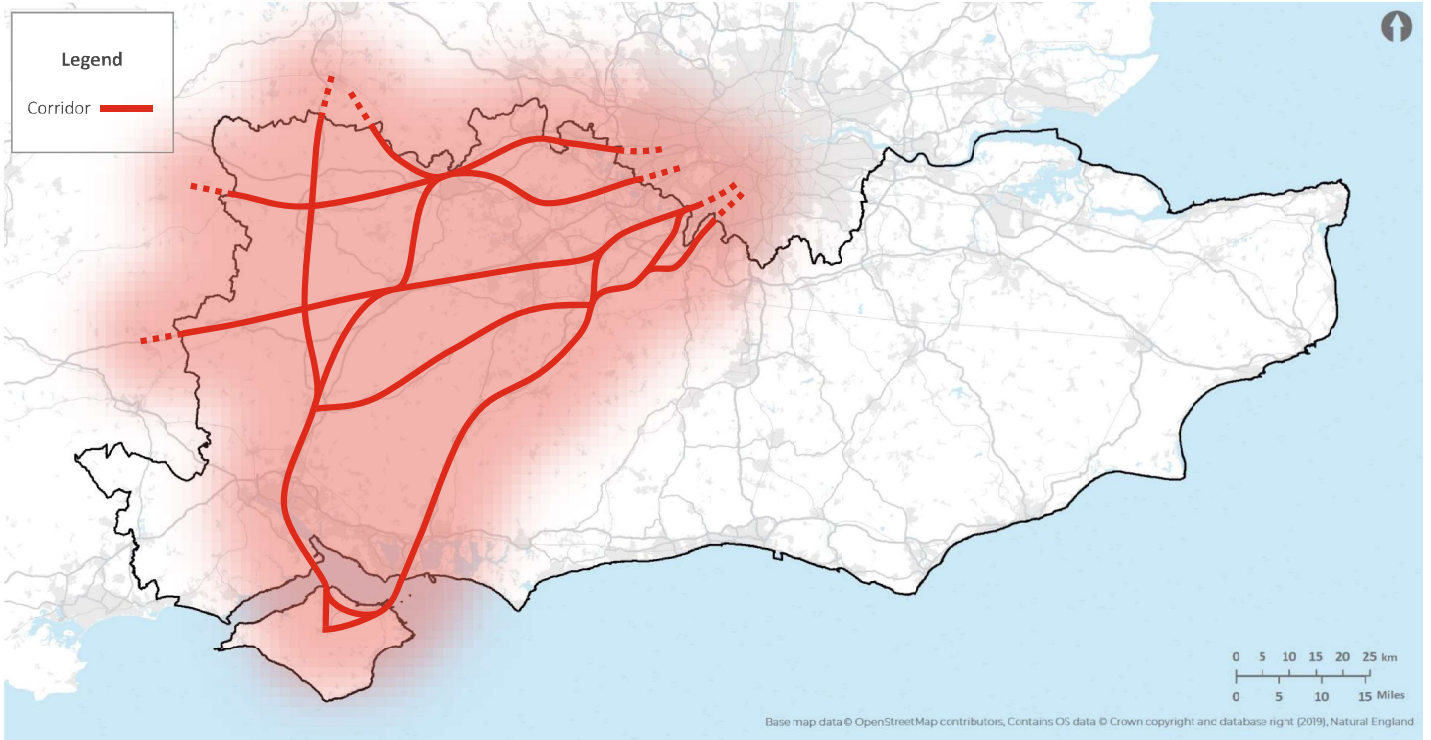 Legend
Corridor
0 5 10 15 20 25 km
0 5 10 15 Miles
Base map data © OpenStreetMap contributors, Contains OS data © Crown copyright and database right (2019), Natural England